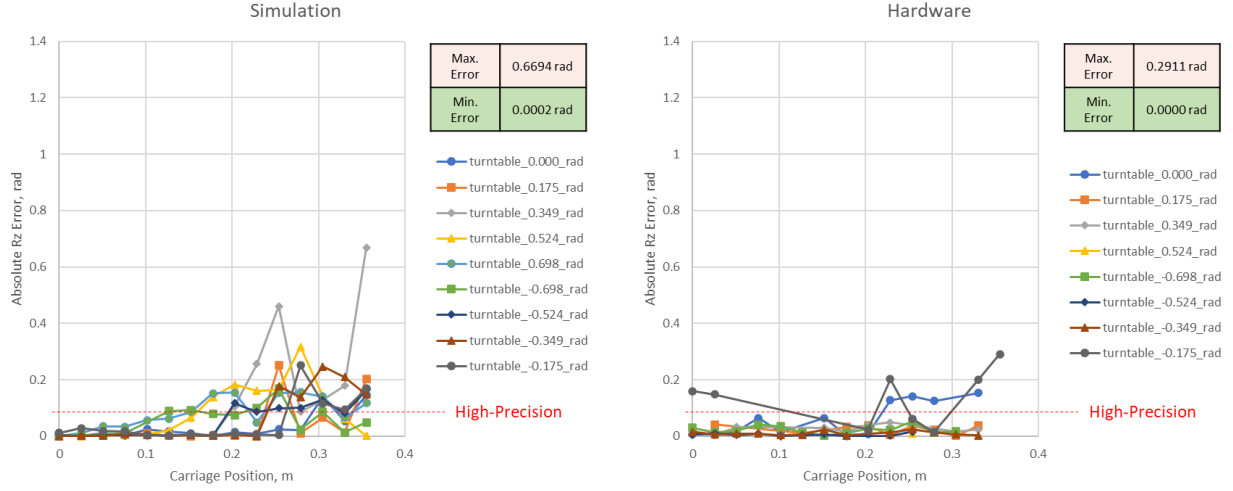 Simulation
1.4
1.2
1
0.8
0.6
0.4
0.2
0
0
0.1
0.2
0.3
0.4
Absolute Rz Error, rad
Carriage Position, m
Max.
Error
0.6694 rad
Min.
Error
0.0002 rad
turntable_0.000_rad
turntable_0.175_rad
turntable_0.349_rad
turntable_0.524_rad
turntable_0.698_rad
turntable_-0.698_rad
turntable_-0.524_rad
turntable_-0.349_rad
turntable_-0.175_rad
High-Precision
Hardware
1.4
1.2
1
0.8
0.6
0.4
0.2
0
0
0.1
0.2
0.3
0.4
Absolute Rz Error, rad
Carriage Position, m
Max.
Error
0.2911 rad
Min.
Error
0.0000 rad
turntable_0.000_rad
turntable_0.175_rad
turntable_0.349_rad
turntable_0.524_rad
turntable_-0.698_rad
turntable_-0.524_rad
turntable_-0.349_rad
turntable_-0.175_rad
High-Precision